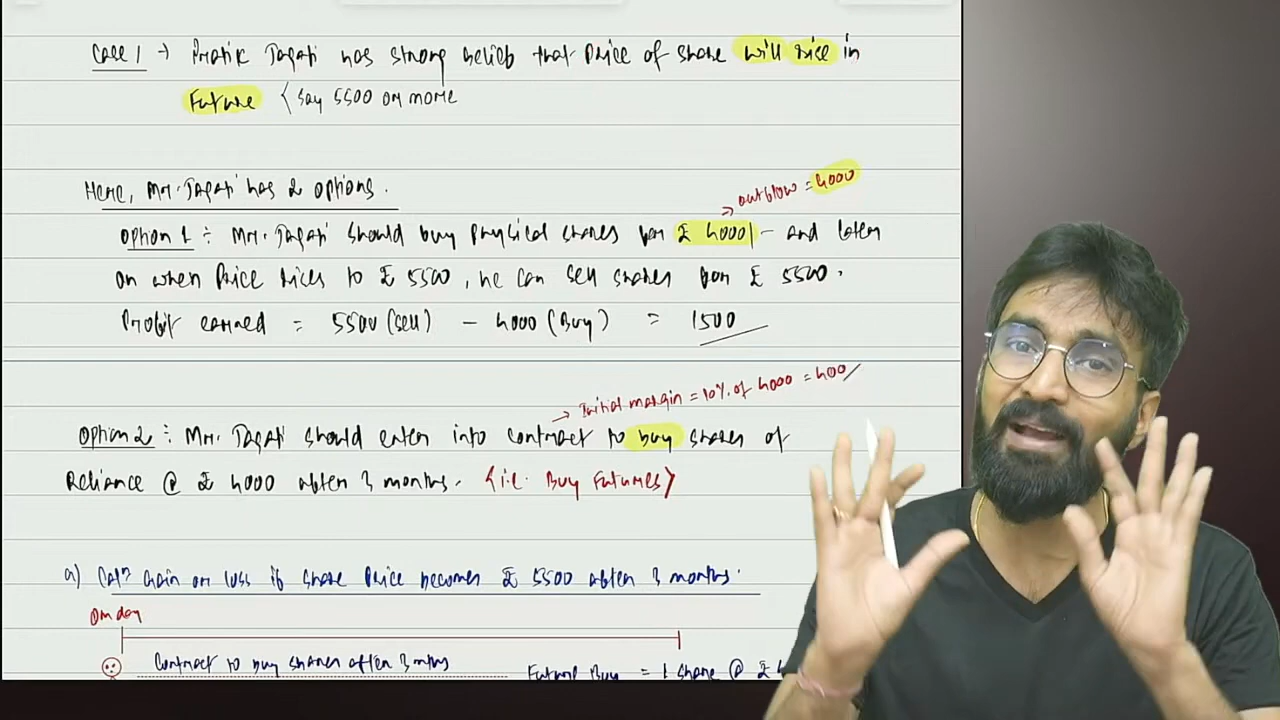 Case 1 → Pratik Jagati has strong belief that Price of share will rise in
Future (say 5500 or more
Here, Mr. Jagati has 2 options.
→ outflow = 4000
Option 1 ÷ Mr. Jagati should buy Physical shares for ₹ 4000/- and later
on when Price rises to ₹ 5500, he can sell shares for ₹ 5500.
Profit earned = 5500 (Sell) - 4000 (Buy) = 1500
→ Initial margin = 10% of 4000 = 400/
Option 2 ÷ Mr. Jagati should enter into contract to buy shares of
Reliance @ ₹ 4000 after 3 months. {i.e. Buy Futures}
a) Calⁿ Gain or loss if share Price becomes ₹ 5500 after 3 months.
On day
Contract to buy shares after 3 mths
Future Buy = 1 share @ ₹ 4